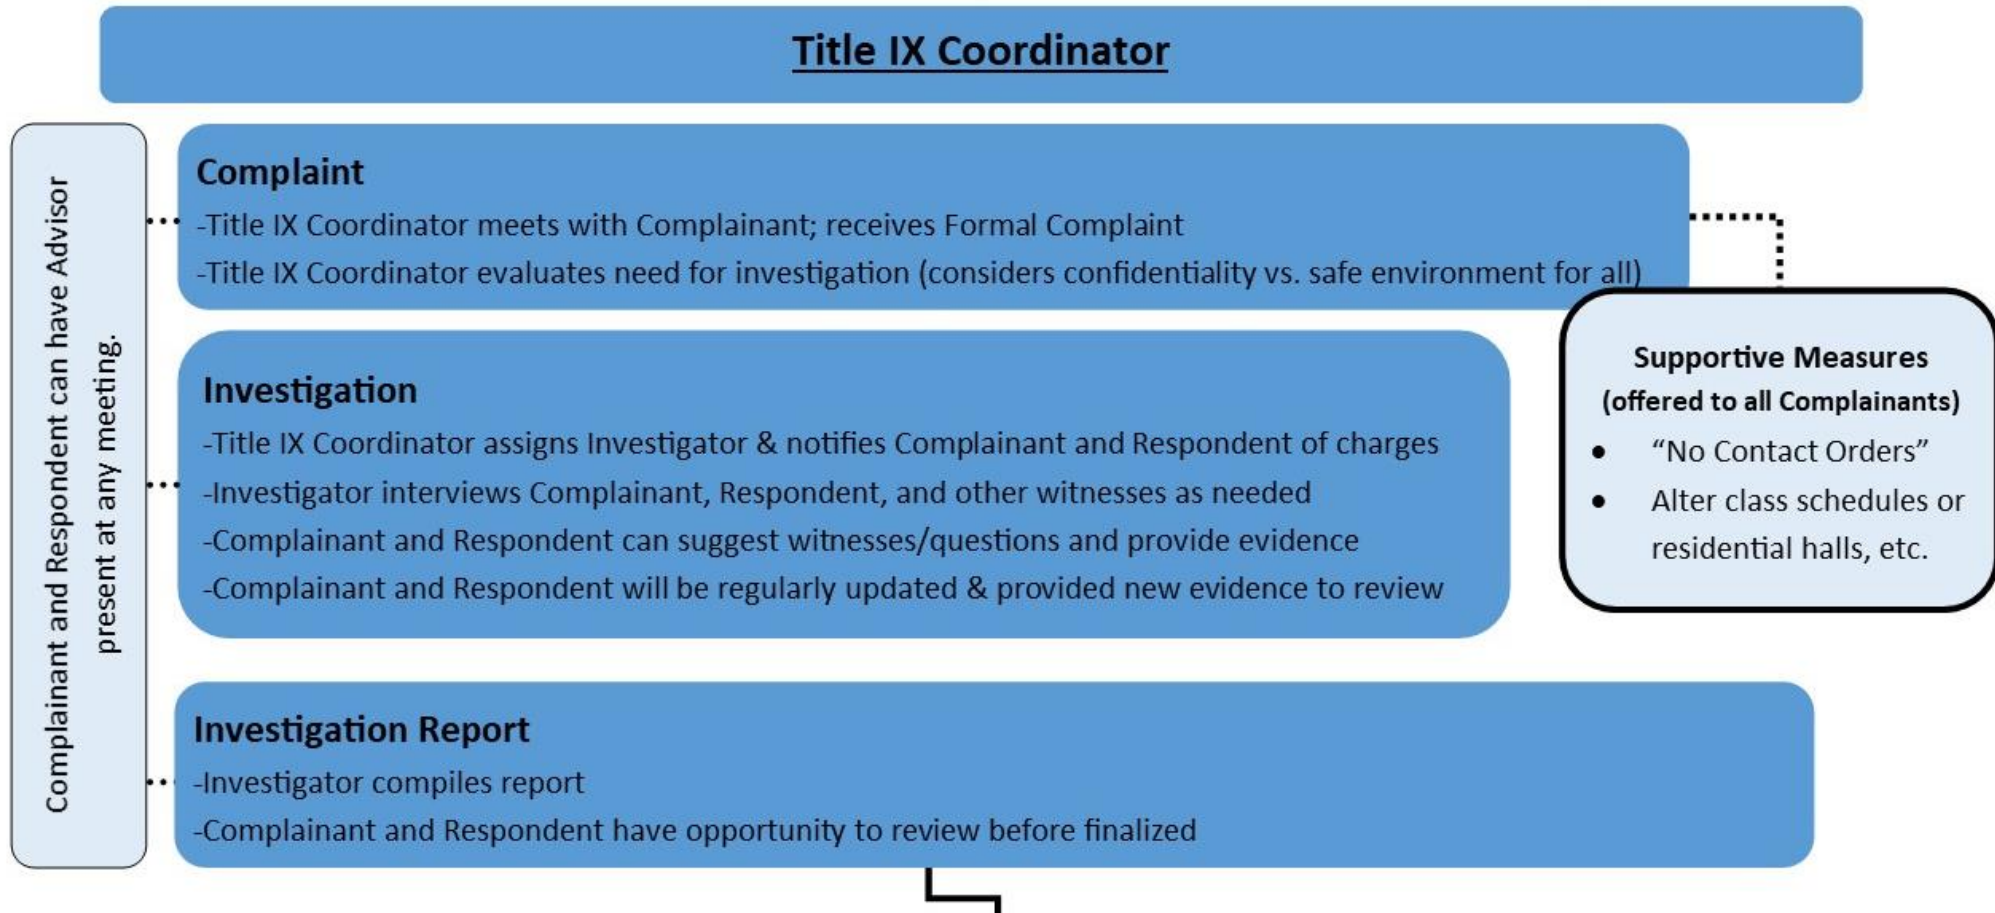 Title IX Coordinator
Complainant and Respondent can have Advisor
present at any meeting.
Complaint
-Title IX Coordinator meets with Complainant; receives Formal Complaint
-Title IX Coordinator evaluates need for investigation (considers confidentiality vs. safe environment for all)
Investigation
-Title IX Coordinator assigns Investigator & notifies Complainant and Respondent of charges
-Investigator interviews Complainant, Respondent, and other witnesses as needed
-Complainant and Respondent can suggest witnesses/questions and provide evidence
-Complainant and Respondent will be regularly updated & provided new evidence to review
Supportive Measures
(offered to all Complainants)
• “No Contact Orders”
• Alter class schedules or
residential halls, etc.
Investigation Report
-Investigator compiles report
-Complainant and Respondent have opportunity to review before finalized